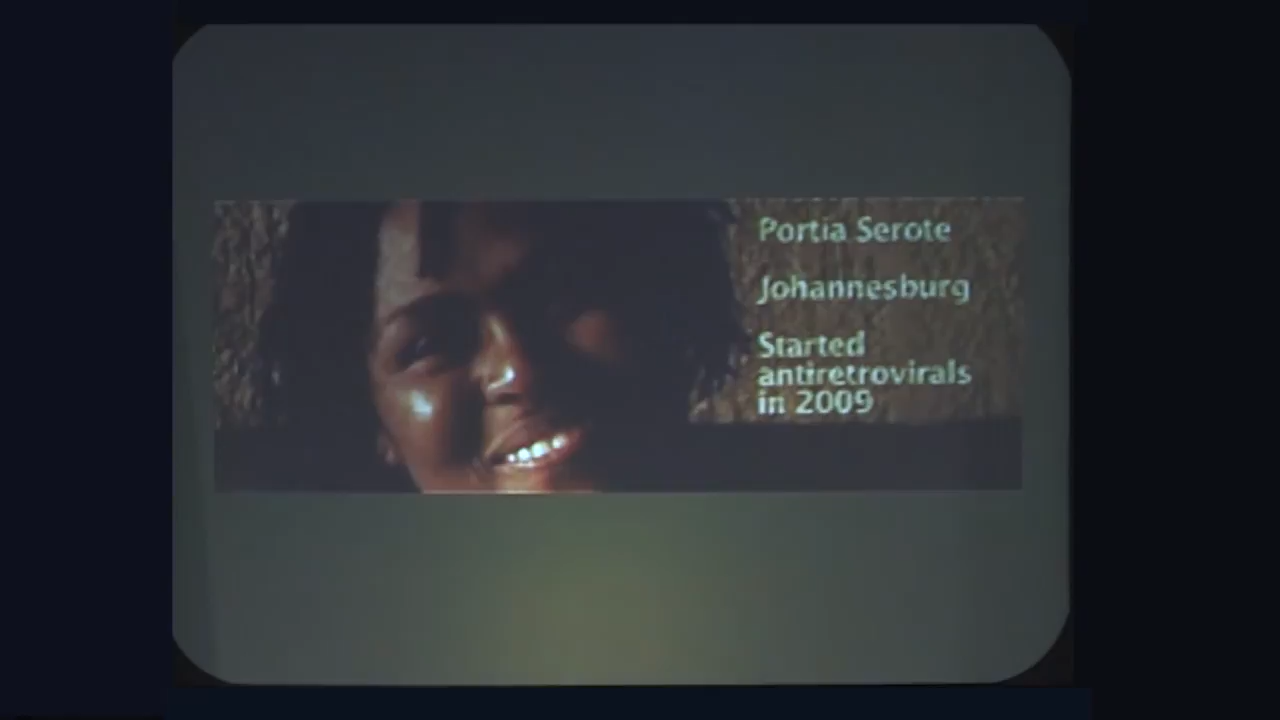 Portia Serote
Johannesburg
Started
antiretrovirals
in 2009